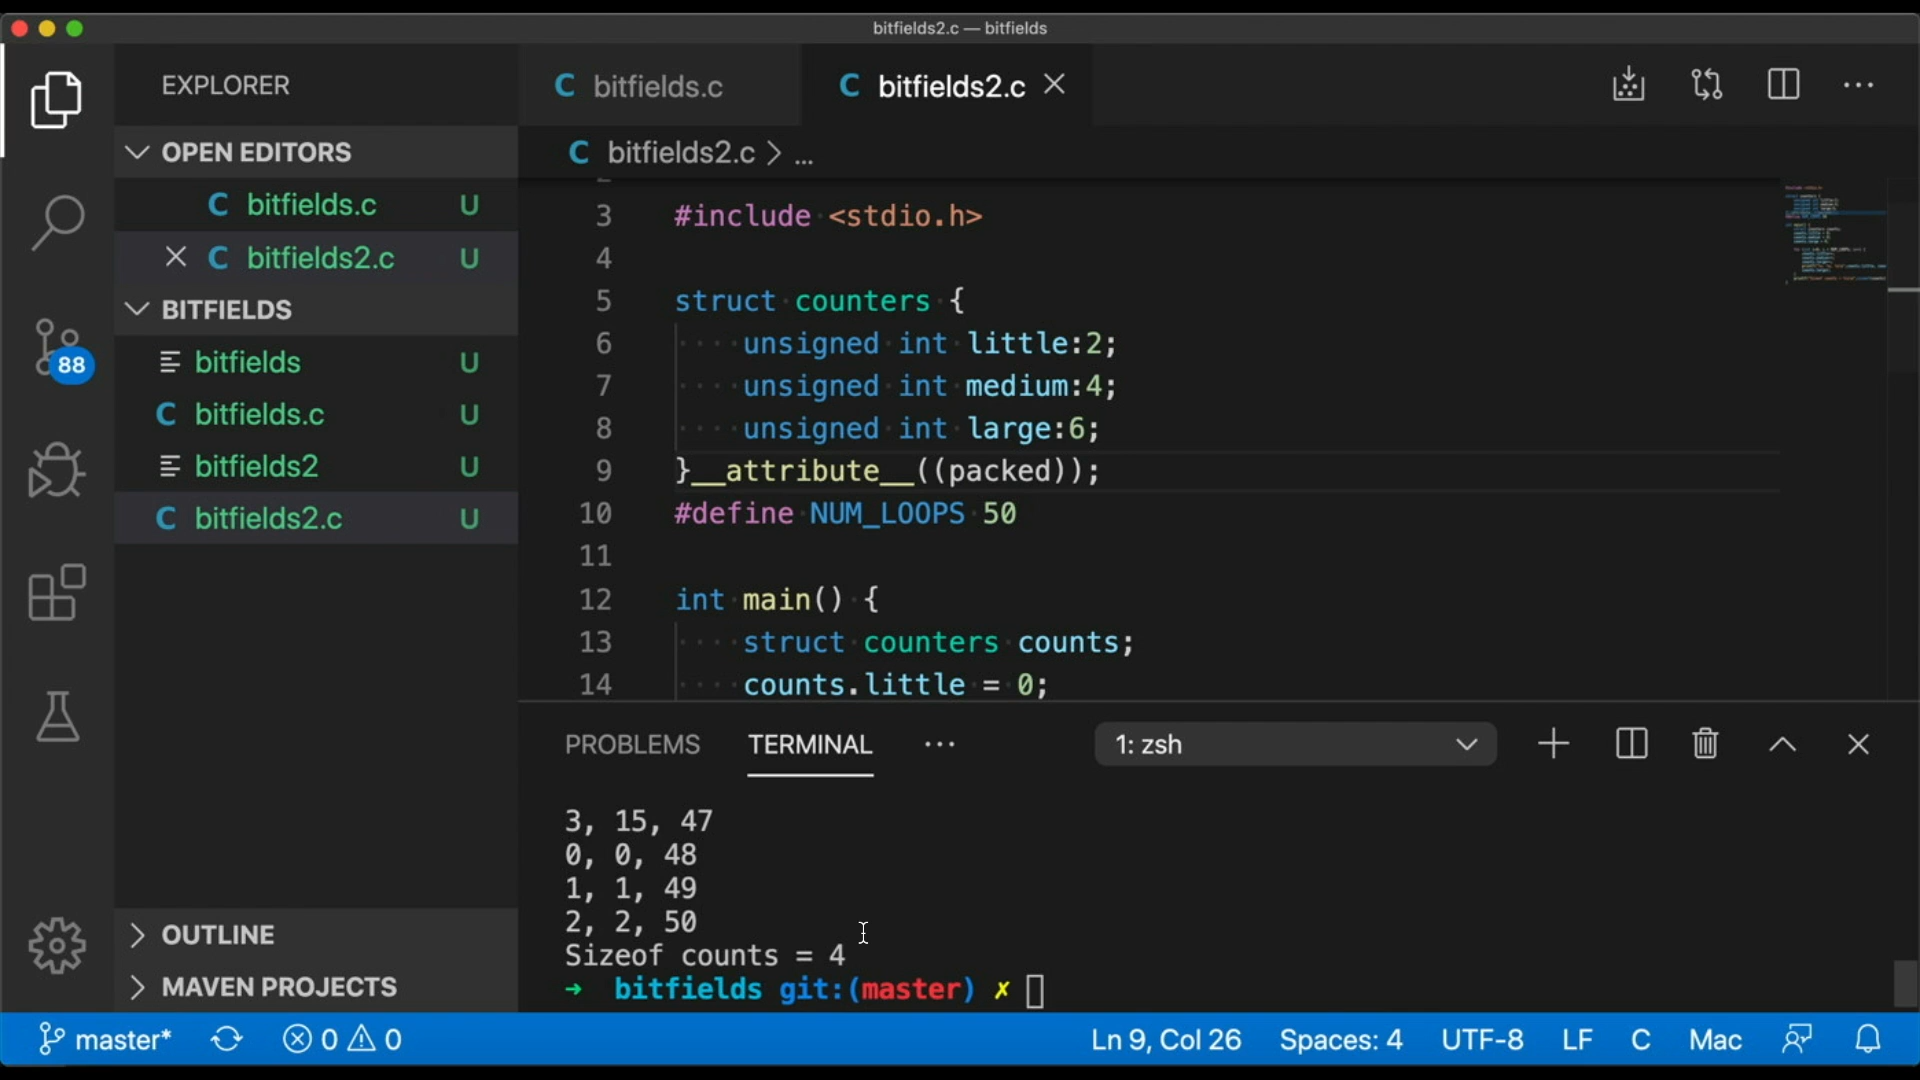 bitfields2.c — bitfields
EXPLORER
C bitfields.c
C bitfields2.c
OPEN EDITORS
C bitfields.c U
C bitfields2.c U
BITFIELDS
bitfields U
C bitfields.c U
bitfields2 U
C bitfields2.c U
88
OUTLINE
MAVEN PROJECTS
C bitfields2.c > ...
3 #include <stdio.h>
4
5 struct counters {
6 unsigned int little:2;
7 unsigned int medium:4;
8 unsigned int large:6;
9 }__attribute__((packed));
10 #define NUM_LOOPS 50
11
12 int main() {
13 struct counters counts;
14 counts.little = 0;
PROBLEMS TERMINAL ... 1: zsh
3, 15, 47
0, 0, 48
1, 1, 49
2, 2, 50
Sizeof counts = 4
➜ bitfields git:(master) ✗
master* 0 0 Ln 9, Col 26 Spaces: 4 UTF-8 LF C Mac